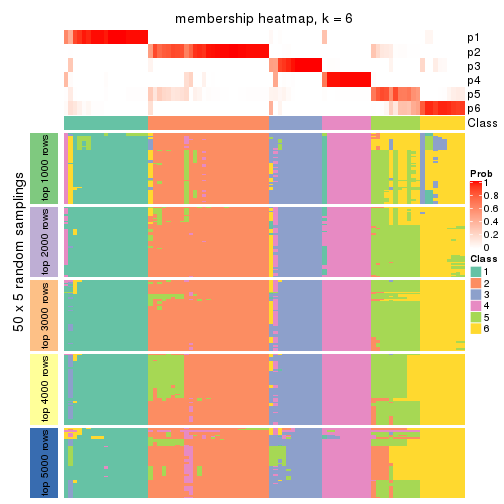 membership heatmap, k = 6
p1
p2
p3
p4
p5
p6
Class
50 x 5 random samplings
top 1000 rows
top 2000 rows
top 3000 rows
top 4000 rows
top 5000 rows
Prob
1
0.8
0.6
0.4
0.2
0
Class
1
2
3
4
5
6